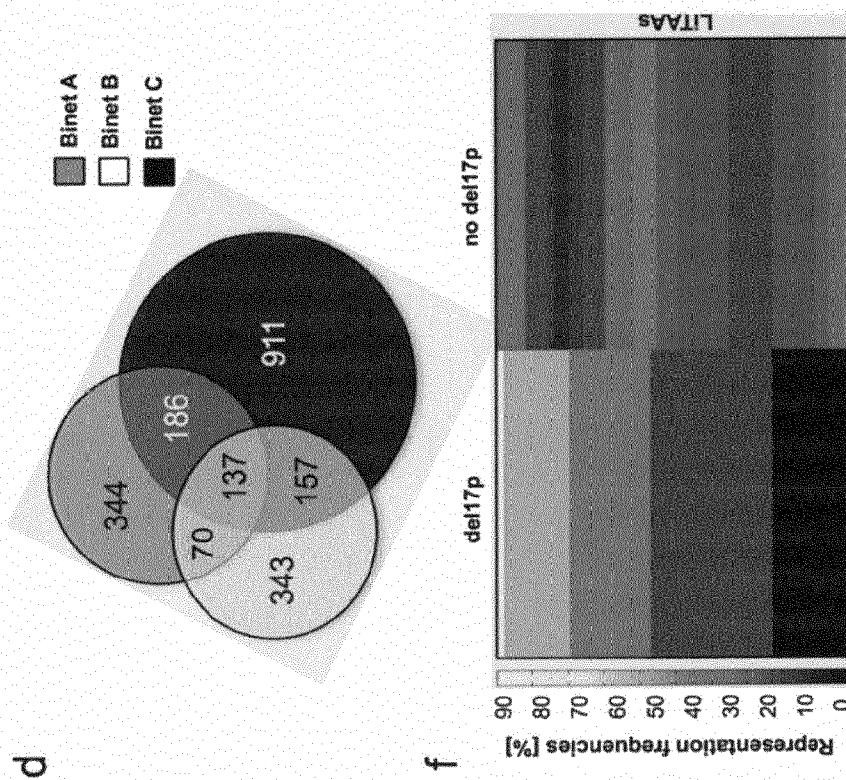 d
Binet A
Binet B
Binet C
344
186
911
70
137
157
343
f
del17p
no del17p
LiTAAs
Representation frequencies [%]
90
80
70
60
50
40
30
20
10
0